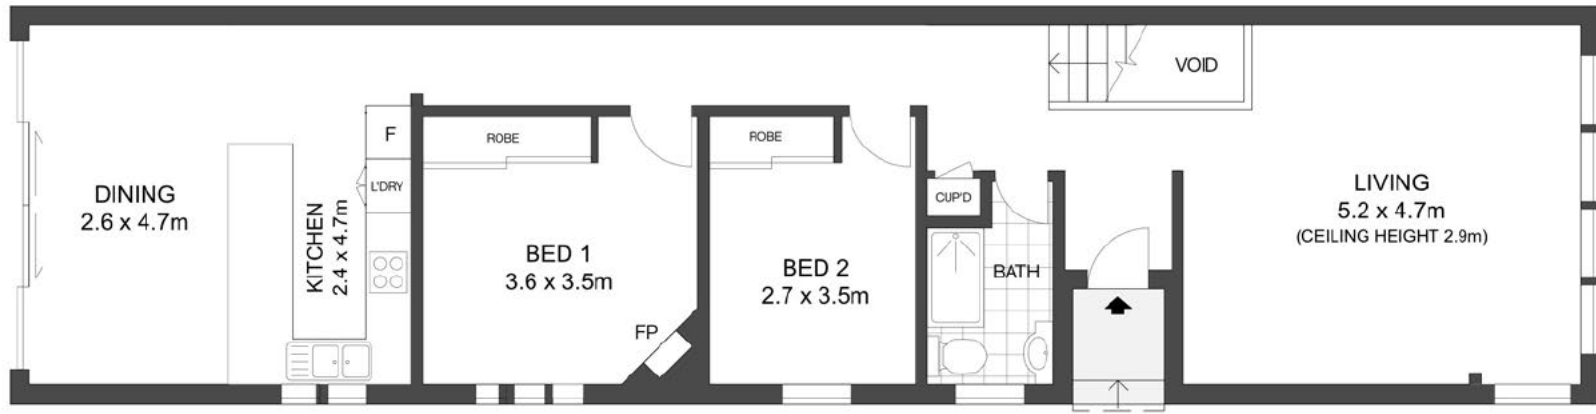 DINING
2.6 x 4.7m
KITCHEN
2.4 x 4.7m
F
L'DRY
ROBE
BED 1
3.6 x 3.5m
FP
ROBE
BED 2
2.7 x 3.5m
CUP'D
BATH
VOID
LIVING
5.2 x 4.7m
(CEILING HEIGHT 2.9m)